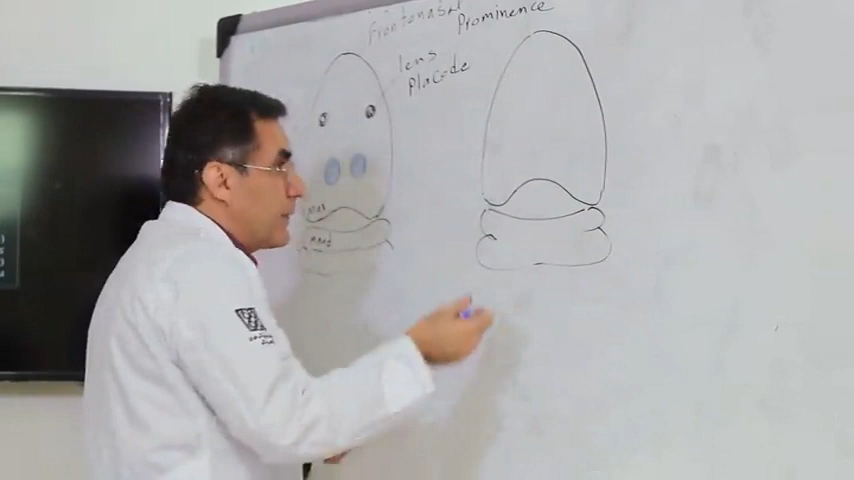 Frontonasal
Prominence
lens
Placode
max
mand